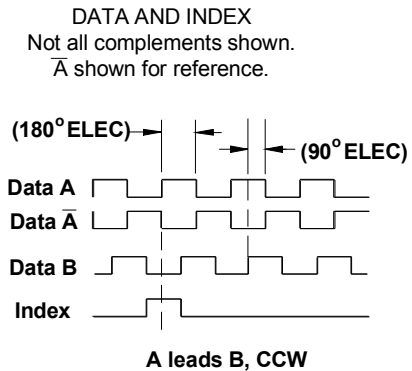 DATA AND INDEX
Not all complements shown.
A̅ shown for reference.
(180° ELEC)
(90° ELEC)
Data A
Data A̅
Data B
Index
A leads B, CCW